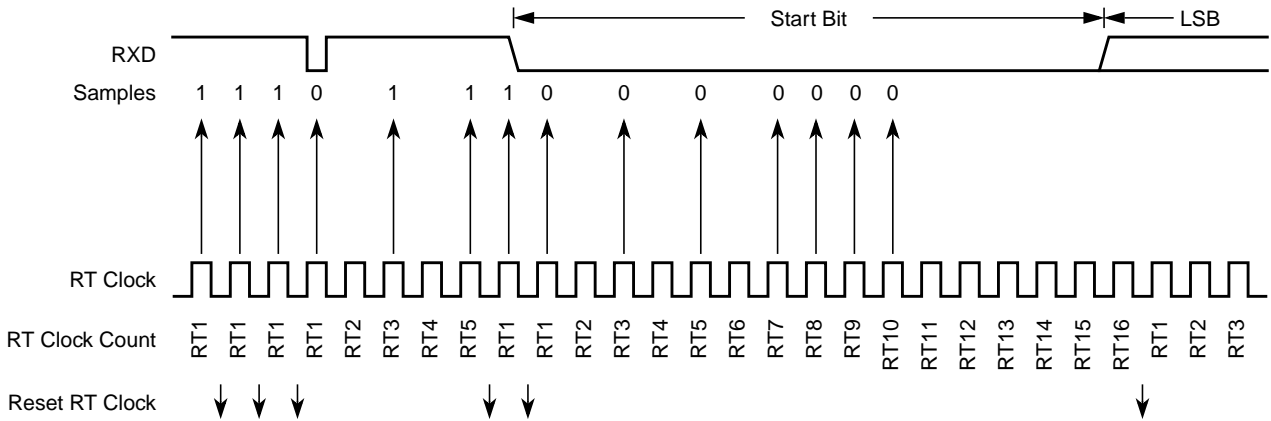 Start Bit LSB
RXD
Samples 1 1 1 0 1 1 1 0 0 0 0 0 0 0
RT Clock
RT Clock Count RT1 RT1 RT1 RT1 RT2 RT3 RT4 RT5 RT1 RT1 RT2 RT3 RT4 RT5 RT6 RT7 RT8 RT9 RT10 RT11 RT12 RT13 RT14 RT15 RT16 RT1 RT2 RT3
Reset RT Clock